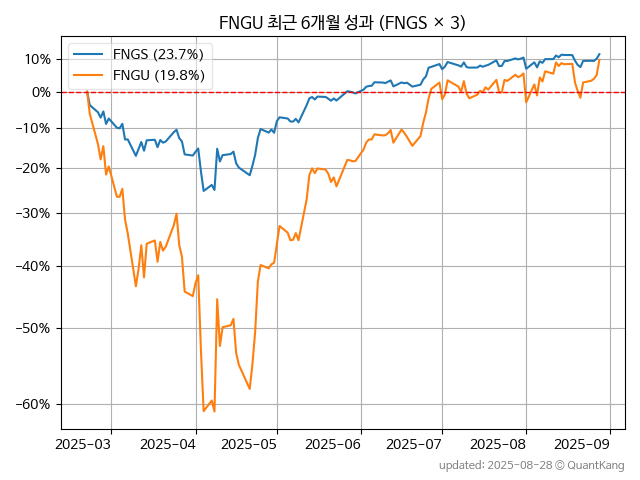 FNGU 최근 6개월 성과 (FNGS × 3)
FNGS (23.7%)
FNGU (19.8%)
10%
0%
−10%
−20%
−30%
−40%
−50%
−60%
2025-03 2025-04 2025-05 2025-06 2025-07 2025-08 2025-09
updated: 2025-08-28 © QuantKang